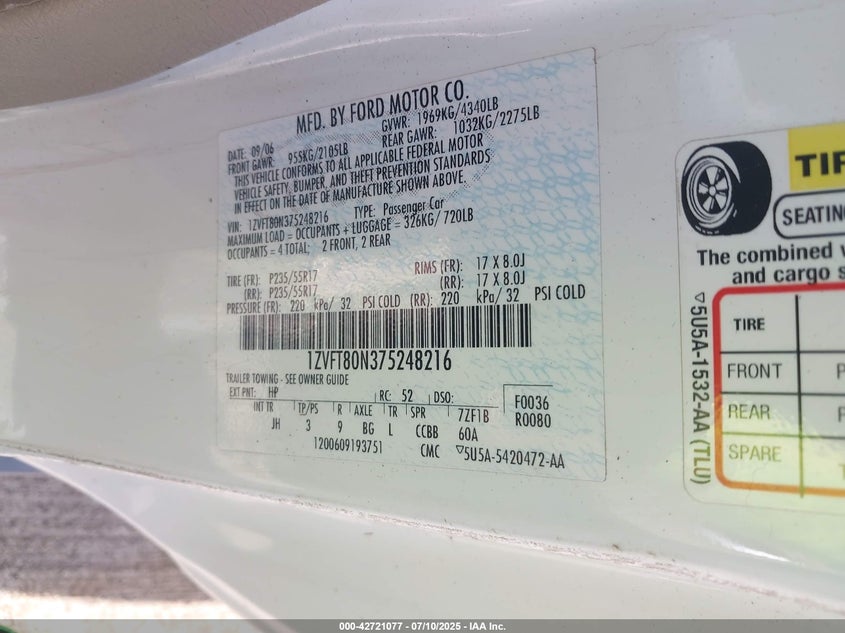 MFD. BY FORD MOTOR CO.
DATE: 09/06 GVWR: 1969KG/4340LB
FRONT GAWR: 955KG/2105LB REAR GAWR: 1032KG/2275LB
THIS VEHICLE CONFORMS TO ALL APPLICABLE FEDERAL MOTOR
VEHICLE SAFETY, BUMPER, AND THEFT PREVENTION STANDARDS
IN EFFECT ON THE DATE OF MANUFACTURE SHOWN ABOVE.
VIN: 1ZVFT80N375248216 TYPE: Passenger Car
MAXIMUM LOAD = OCCUPANTS + LUGGAGE = 326KG/ 720LB
OCCUPANTS = 4 TOTAL; 2 FRONT, 2 REAR
TIRE (FR): P235/55R17 RIMS (FR): 17 X 8.0J
(RR): P235/55R17 (RR): 17 X 8.0J
PRESSURE (FR): 220 kPa/ 32 PSI COLD (RR): 220 kPa/ 32 PSI COLD
1ZVFT80N375248216
TRAILER TOWING - SEE OWNER GUIDE
EXT PNT: HP RC: 52 DSO: F0036
INT TR TP/PS R AXLE TR SPR 7ZF1B R0080
JH 3 9 BG L CCBB 60A
1200609193751 CMC 5U5A-5420472-AA
TIR
SEATING
The combined
and cargo
5U5A-1532-AA (TLU)
TIRE
FRONT P
REAR P
SPARE T
000-42721077 - 07/10/2025 - IAA Inc.